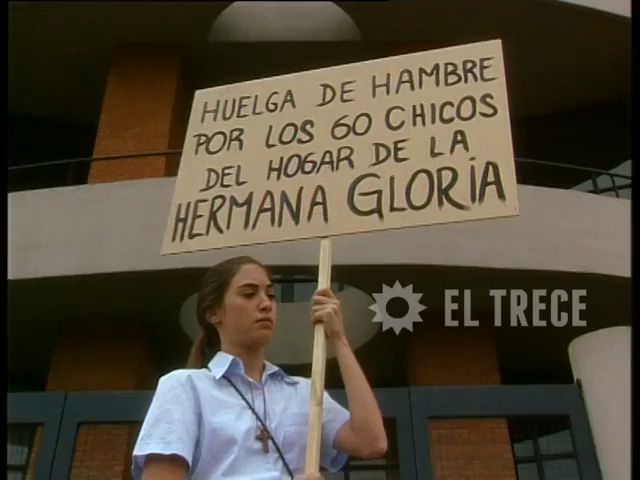 HUELGA DE HAMBRE
POR LOS 60 CHICOS
DEL HOGAR DE LA
HERMANA GLORIA
EL TRECE